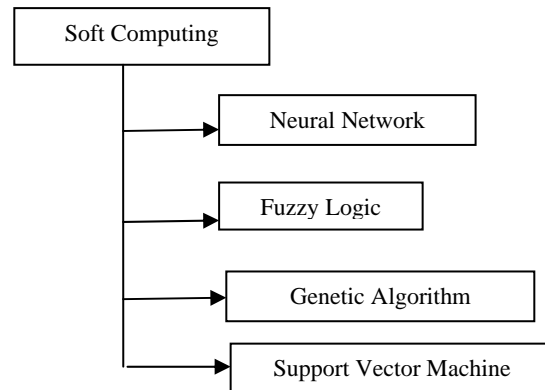 Soft Computing
Neural Network
Fuzzy Logic
Genetic Algorithm
Support Vector Machine